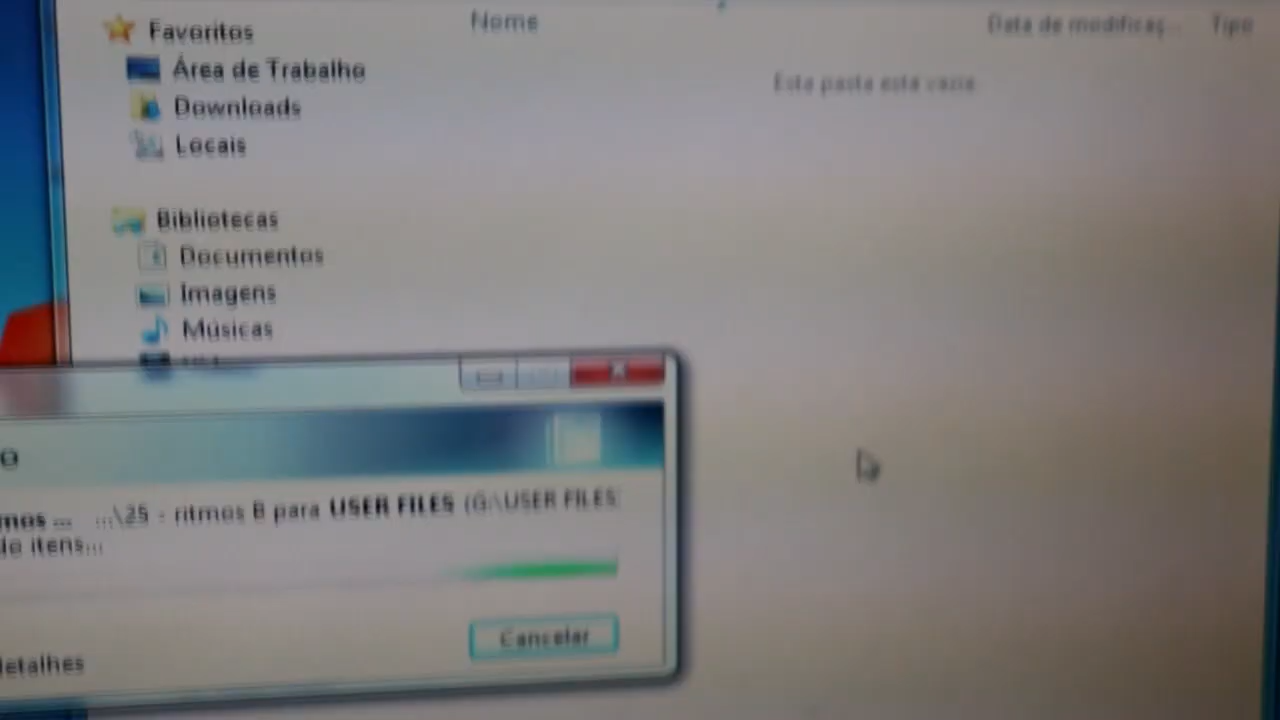 Favoritos
Área de Trabalho
Downloads
Locais
Bibliotecas
Documentos
Imagens
Músicas
Nome
Data de modificaç...
Tipo
Esta pasta está vazia.
mos ... ...\25 - ritmos B para USER FILES (G:\USER FILES
de itens...
Cancelar
detalhes